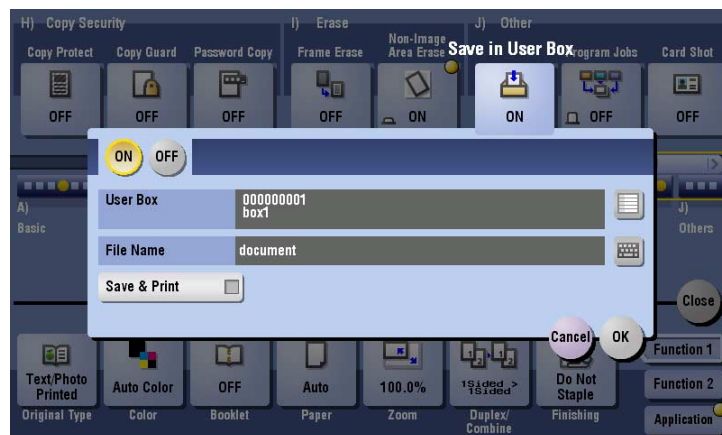 H) Copy Security
I) Erase
J) Other
Copy Protect
Copy Guard
Password Copy
Frame Erase
Non-Image
Area Erase
Save in User Box
rogram Jobs
Card Shot
OFF
OFF
OFF
OFF
ON
ON
OFF
OFF
ON
OFF
User Box
000000001
box1
File Name
document
Save & Print
Cancel
OK
A)
Basic
J)
Others
Close
Text/Photo
Printed
Auto Color
OFF
Auto
100.0%
1Sided >
1Sided
Do Not
Staple
Original Type
Color
Booklet
Paper
Zoom
Duplex/
Combine
Finishing
Function 1
Function 2
Application